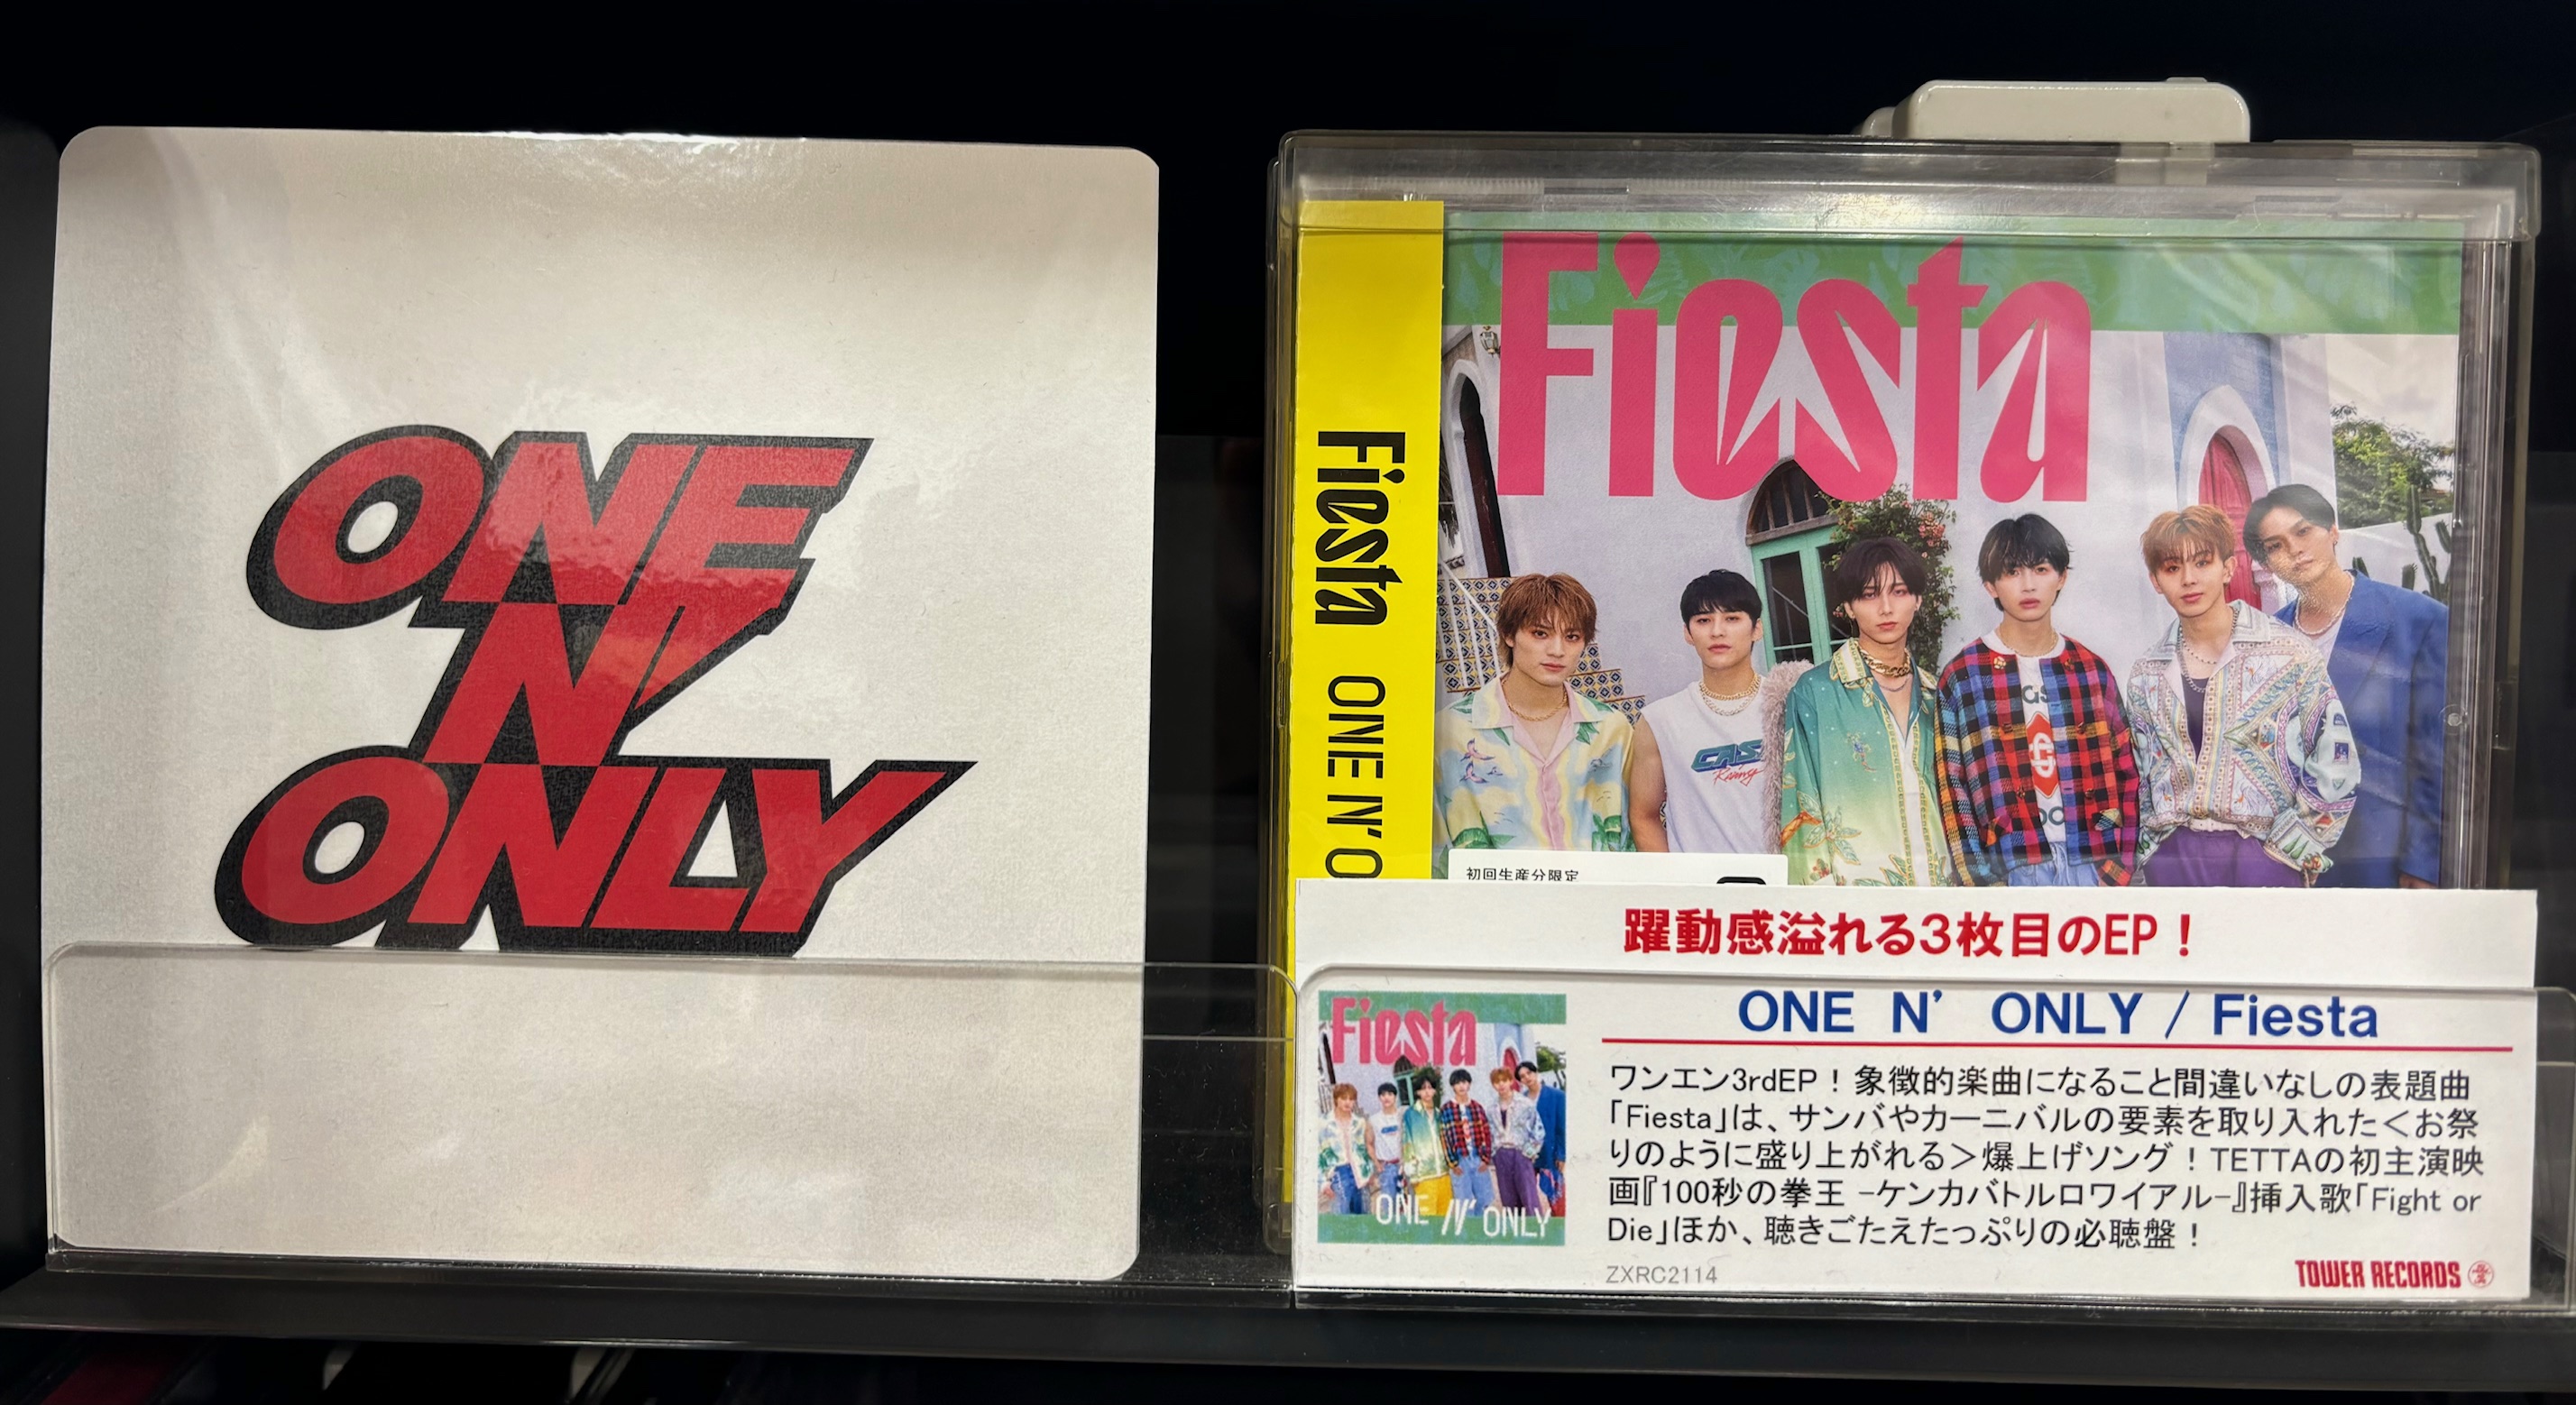 ONE
N'
ONLY
Fiesta
Fiesta ONE N' O
CAS
Racing
初回生産分限定
躍動感溢れる3枚目のEP！
ONE N' ONLY / Fiesta
Fiesta
ONE N' ONLY
ワンエン3rdEP！象徴的楽曲になること間違いなしの表題曲
「Fiesta」は、サンバやカーニバルの要素を取り入れた＜お祭
りのように盛り上がれる＞爆上げソング！TETTAの初主演映
画『100秒の拳王 -ケンカバトルロワイアル-』挿入歌「Fight or
Die」ほか、聴きごたえたっぷりの必聴盤！
ZXRC2114
TOWER RECORDS